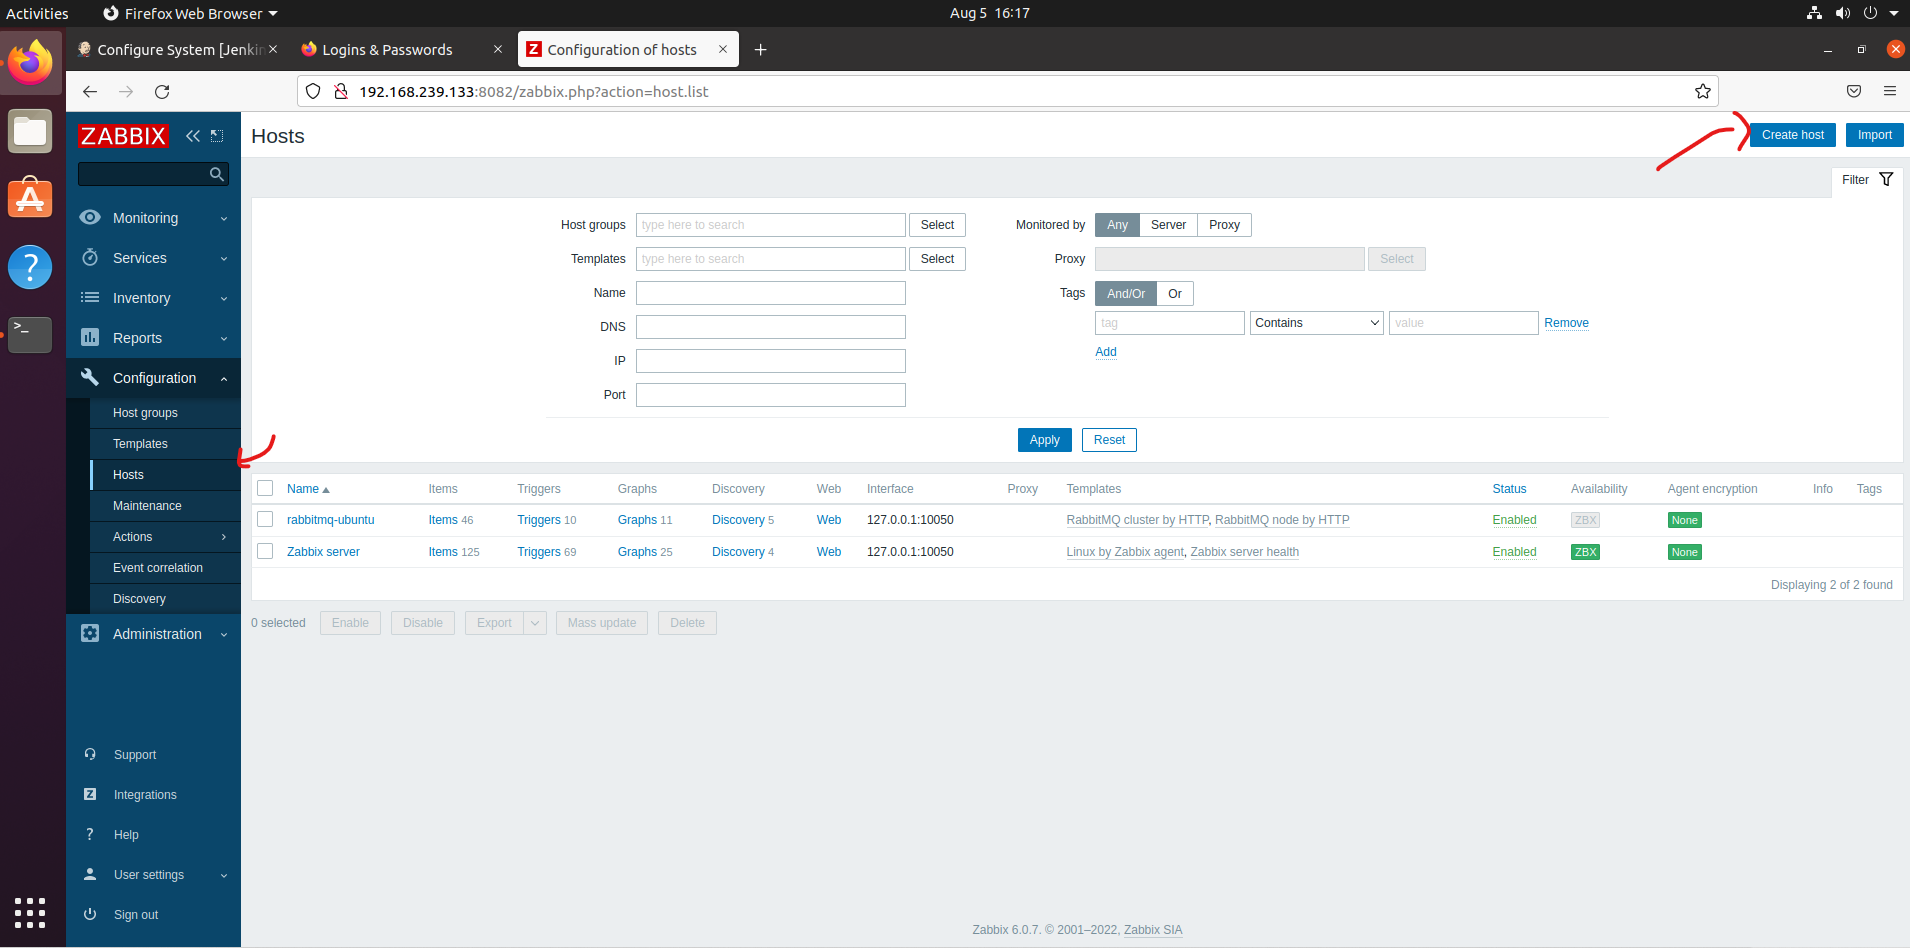 Activities Firefox Web Browser Aug 5 16:17
Configure System [Jenkin Logins & Passwords Configuration of hosts
192.168.239.133:8082/zabbix.php?action=host.list
ZABBIX
Hosts
Create host Import
Filter
Monitoring
Services
Inventory
Reports
Configuration
Host groups
Templates
Hosts
Maintenance
Actions
Event correlation
Discovery
Administration
Support
Integrations
Help
User settings
Sign out
Host groups type here to search Select
Templates type here to search Select
Name
DNS
IP
Port
Monitored by Any Server Proxy
Proxy Select
Tags And/Or Or
tag Contains value Remove
Add
Apply Reset
Name Items Triggers Graphs Discovery Web Interface Proxy Templates Status Availability Agent encryption Info Tags
rabbitmq-ubuntu Items 46 Triggers 10 Graphs 11 Discovery 5 Web 127.0.0.1:10050 RabbitMQ cluster by HTTP, RabbitMQ node by HTTP Enabled ZBX None
Zabbix server Items 125 Triggers 69 Graphs 25 Discovery 4 Web 127.0.0.1:10050 Linux by Zabbix agent, Zabbix server health Enabled ZBX None
Displaying 2 of 2 found
0 selected Enable Disable Export Mass update Delete
Zabbix 6.0.7. © 2001–2022, Zabbix SIA